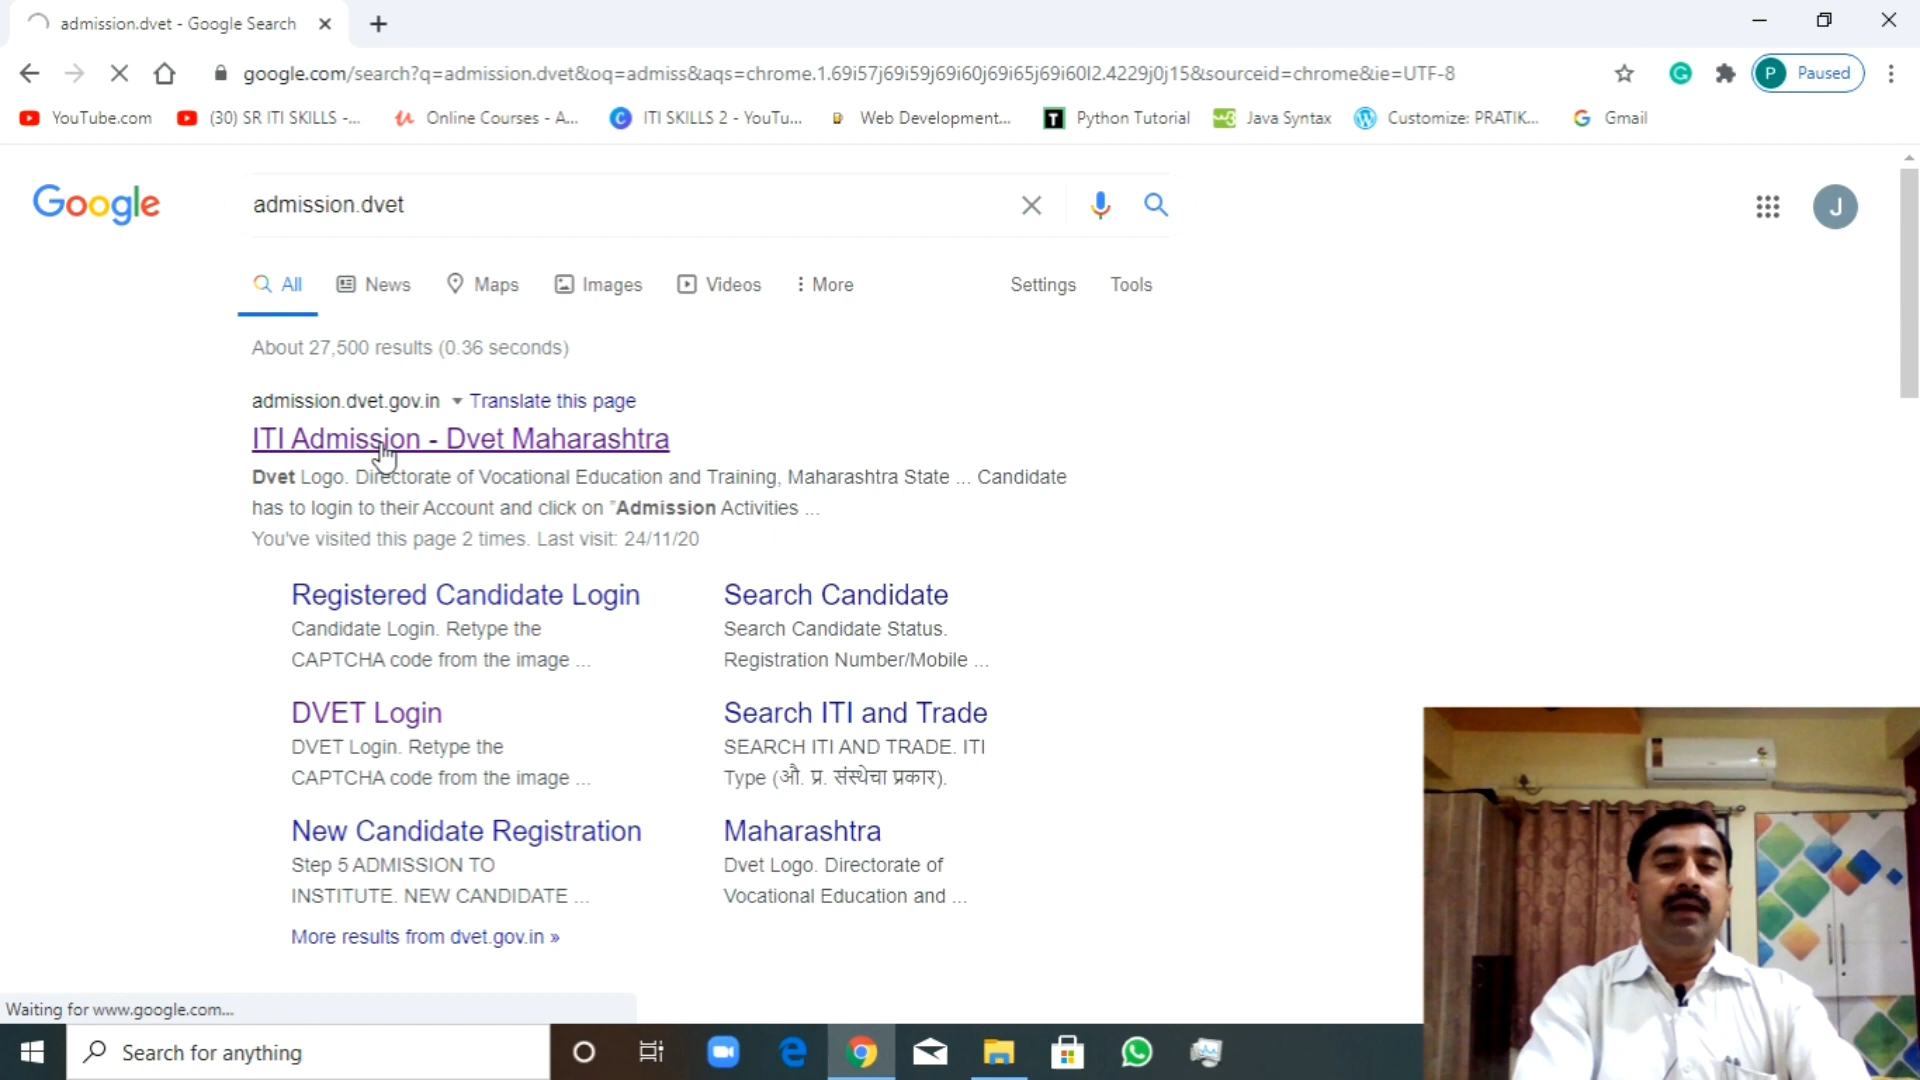 admission.dvet - Google Search
google.com/search?q=admission.dvet&oq=admiss&aqs=chrome.1.69i57j69i59j69i60j69i65j69i60l2.4229j0j15&sourceid=chrome&ie=UTF-8
P Paused
YouTube.com (30) SR ITI SKILLS -... Online Courses - A... ITI SKILLS 2 - YouTu... Web Development... Python Tutorial Java Syntax Customize: PRATIK... Gmail
Google
admission.dvet
J
All News Maps Images Videos More Settings Tools
About 27,500 results (0.36 seconds)
admission.dvet.gov.in Translate this page
ITI Admission - Dvet Maharashtra
Dvet Logo. Directorate of Vocational Education and Training, Maharashtra State ... Candidate
has to login to their Account and click on "Admission Activities ...
You've visited this page 2 times. Last visit: 24/11/20
Registered Candidate Login
Candidate Login. Retype the
CAPTCHA code from the image ...
Search Candidate
Search Candidate Status.
Registration Number/Mobile ...
DVET Login
DVET Login. Retype the
CAPTCHA code from the image ...
Search ITI and Trade
SEARCH ITI AND TRADE. ITI
Type (औ. प्र. संस्थेचा प्रकार).
New Candidate Registration
Step 5 ADMISSION TO
INSTITUTE. NEW CANDIDATE ...
Maharashtra
Dvet Logo. Directorate of
Vocational Education and ...
More results from dvet.gov.in »
Waiting for www.google.com...
Search for anything